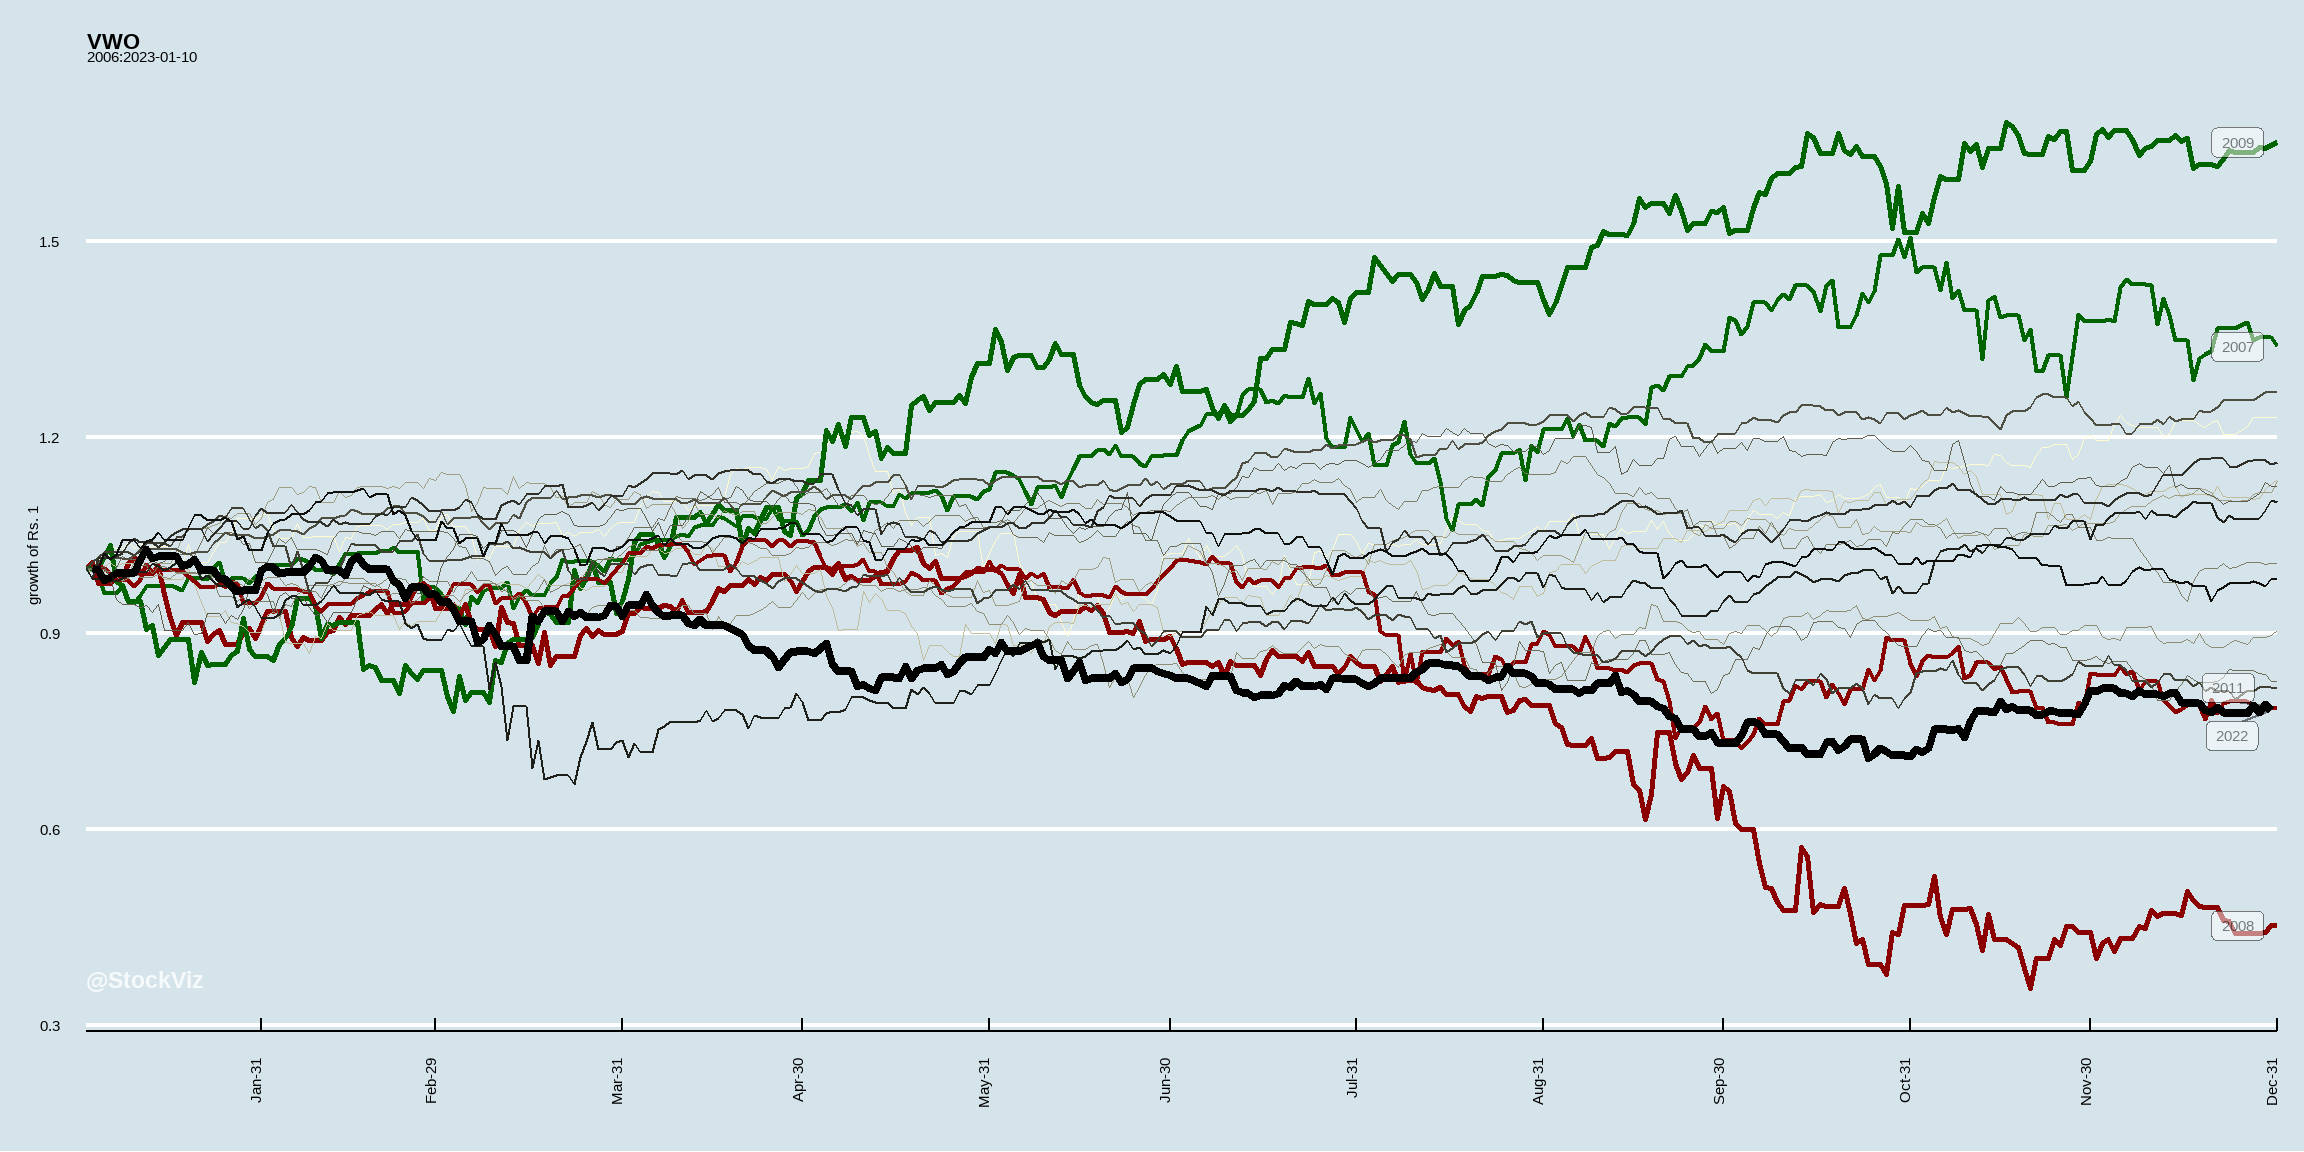 VWO
2006:2023-01-10
growth of Rs. 1
1.5
1.2
0.9
0.6
0.3
2009
2007
2011
2022
2008
@StockViz
Jan-31
Feb-29
Mar-31
Apr-30
May-31
Jun-30
Jul-31
Aug-31
Sep-30
Oct-31
Nov-30
Dec-31